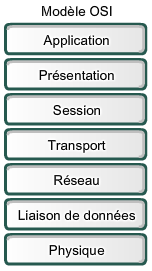 Modèle OSI
Application
Présentation
Session
Transport
Réseau
Liaison de données
Physique